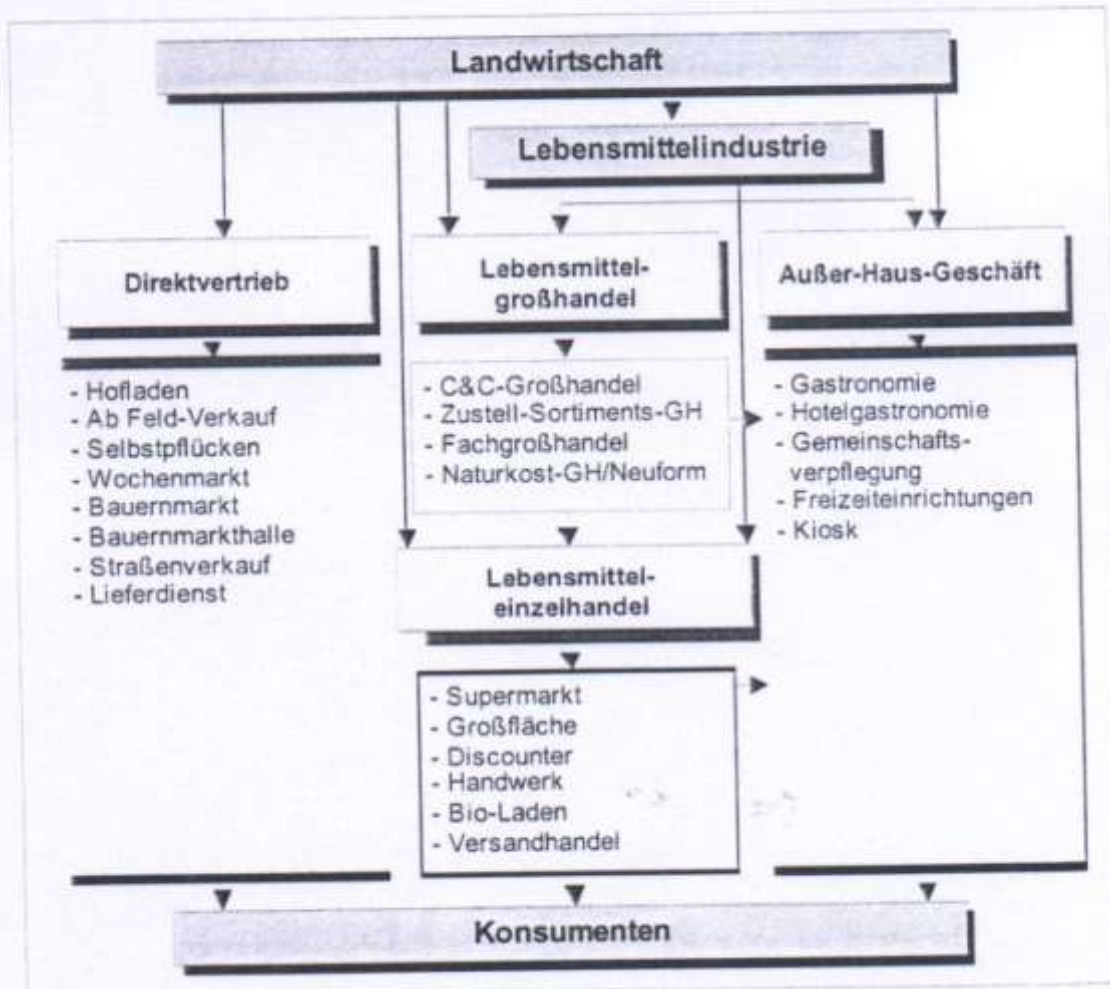 Landwirtschaft
Lebensmittelindustrie
Direktvertrieb
Lebensmittel-
großhandel
Außer-Haus-Geschäft
- Hofladen
- Ab Feld-Verkauf
- Selbstpflücken
- Wochenmarkt
- Bauernmarkt
- Bauernmarkthalle
- Straßenverkauf
- Lieferdienst
- C&C-Großhandel
- Zustell-Sortiments-GH
- Fachgroßhandel
- Naturkost-GH/Neuform
- Gastronomie
- Hotelgastronomie
- Gemeinschafts-
verpflegung
- Freizeiteinrichtungen
- Kiosk
Lebensmittel-
einzelhandel
- Supermarkt
- Großfläche
- Discounter
- Handwerk
- Bio-Laden
- Versandhandel
Konsumenten